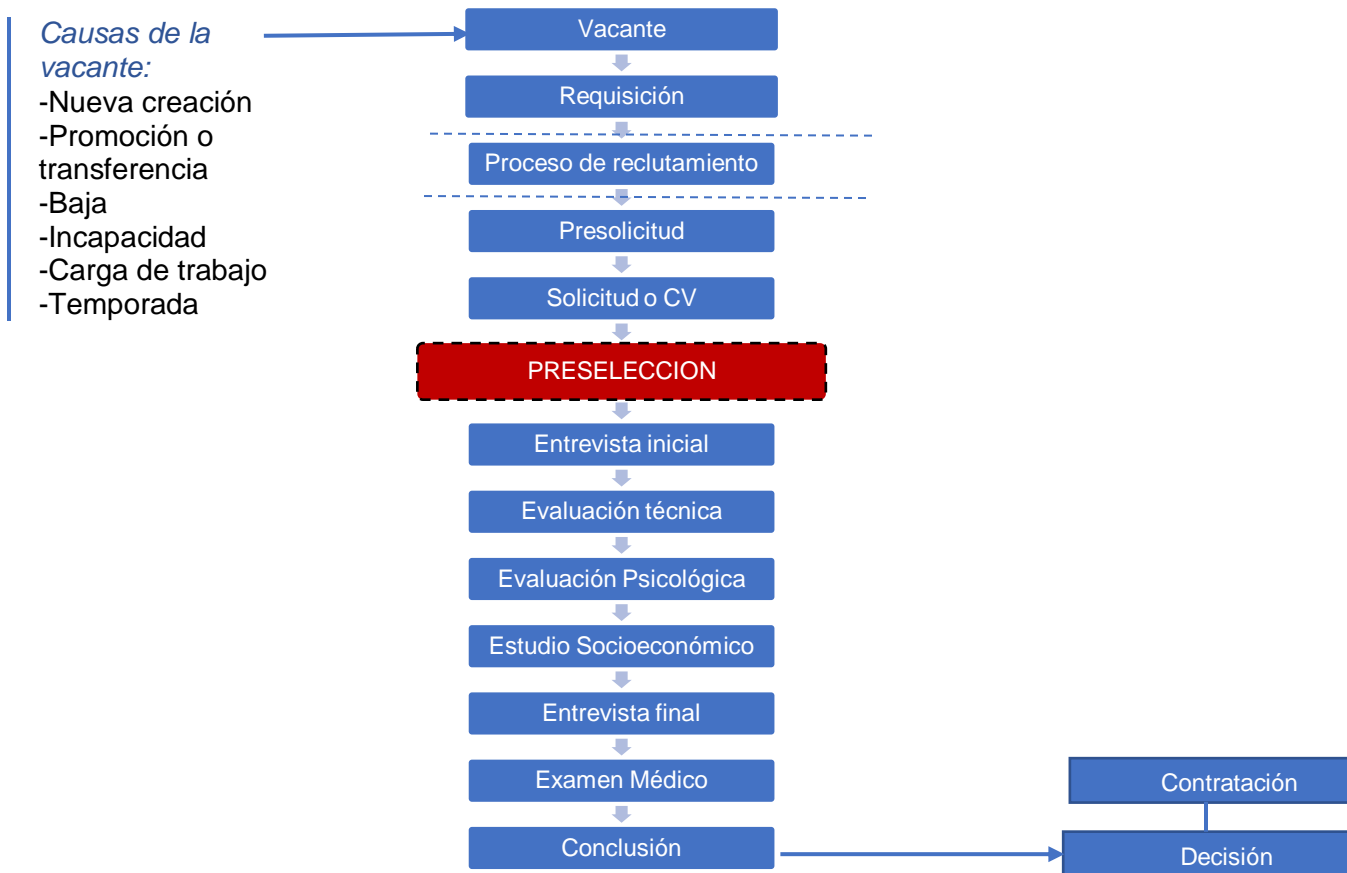 Causas de la
vacante:
-Nueva creación
-Promoción o
transferencia
-Baja
-Incapacidad
-Carga de trabajo
-Temporada
Vacante
Requisición
Proceso de reclutamiento
Presolicitud
Solicitud o CV
PRESELECCION
Entrevista inicial
Evaluación técnica
Evaluación Psicológica
Estudio Socioeconómico
Entrevista final
Examen Médico
Conclusión
Contratación
Decisión